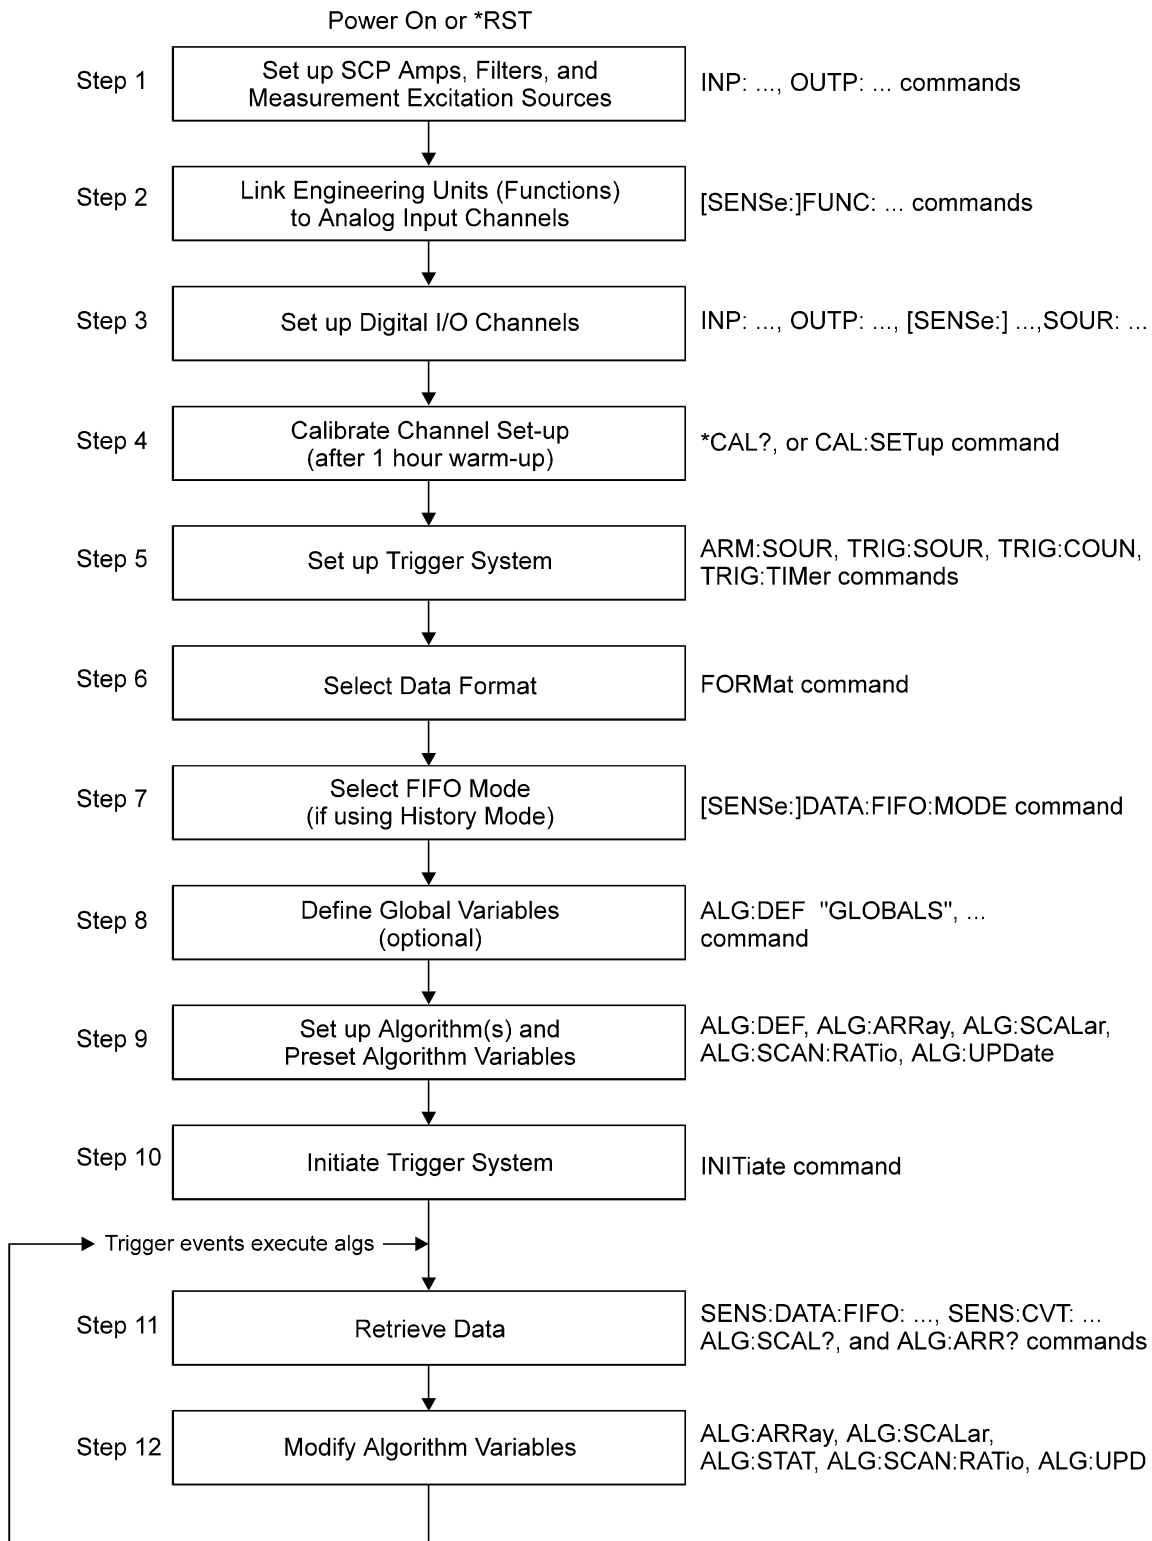 Power On or *RST
Step 1
Set up SCP Amps, Filters, and
Measurement Excitation Sources
INP: ..., OUTP: ... commands
Step 2
Link Engineering Units (Functions)
to Analog Input Channels
[SENSe:]FUNC: ... commands
Step 3
Set up Digital I/O Channels
INP: ..., OUTP: ..., [SENSe:] ...,SOUR: ...
Step 4
Calibrate Channel Set-up
(after 1 hour warm-up)
*CAL?, or CAL:SETup command
Step 5
Set up Trigger System
ARM:SOUR, TRIG:SOUR, TRIG:COUN,
TRIG:TIMer commands
Step 6
Select Data Format
FORMat command
Step 7
Select FIFO Mode
(if using History Mode)
[SENSe:]DATA:FIFO:MODE command
Step 8
Define Global Variables
(optional)
ALG:DEF "GLOBALS", ...
command
Step 9
Set up Algorithm(s) and
Preset Algorithm Variables
ALG:DEF, ALG:ARRay, ALG:SCALar,
ALG:SCAN:RATio, ALG:UPDate
Step 10
Initiate Trigger System
INITiate command
Trigger events execute algs
Step 11
Retrieve Data
SENS:DATA:FIFO: ..., SENS:CVT: ...
ALG:SCAL?, and ALG:ARR? commands
Step 12
Modify Algorithm Variables
ALG:ARRay, ALG:SCALar,
ALG:STAT, ALG:SCAN:RATio, ALG:UPD